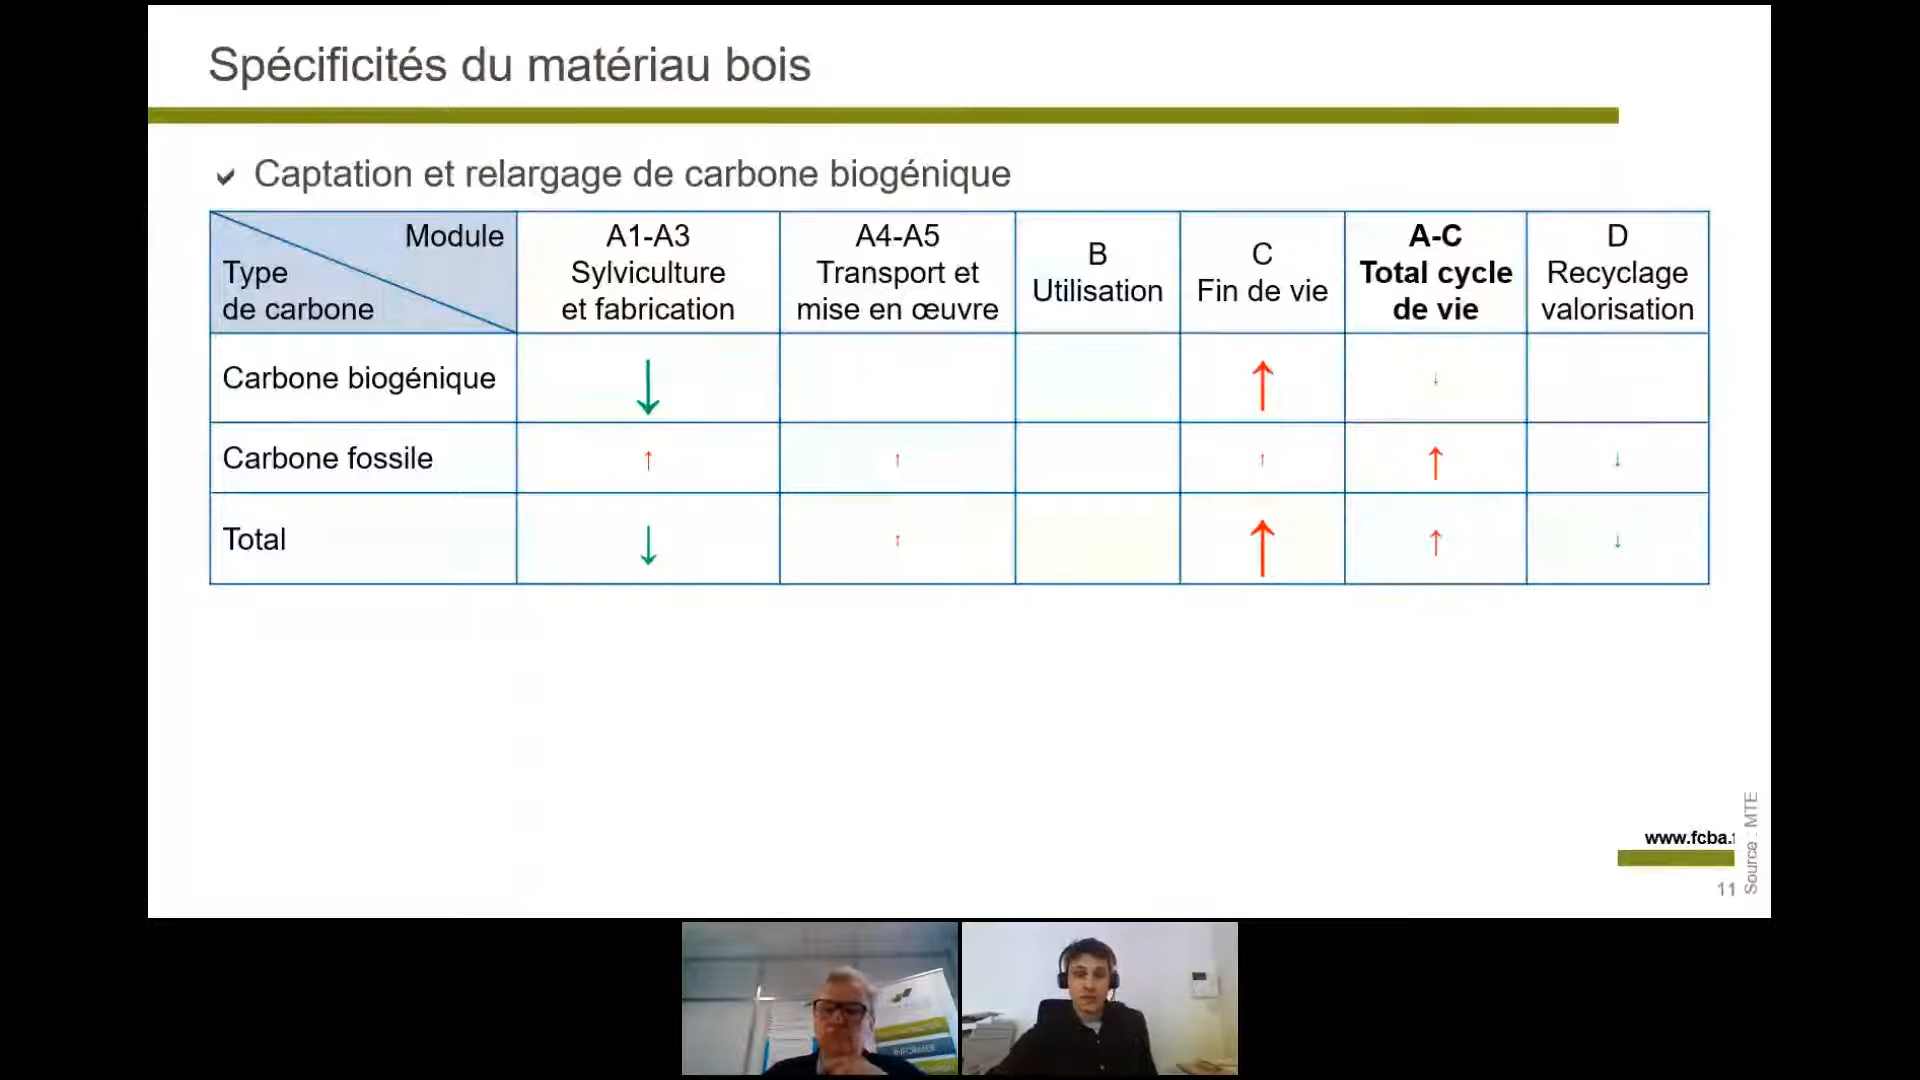 Spécificités du matériau bois
Captation et relargage de carbone biogénique
Module
Type
de carbone
A1-A3
Sylviculture
et fabrication
A4-A5
Transport et
mise en œuvre
B
Utilisation
C
Fin de vie
A-C
Total cycle
de vie
D
Recyclage
valorisation
Carbone biogénique
↓
↑
↓
Carbone fossile
↑
↑
↑
↑
↓
Total
↓
↑
↑
↑
↓
www.fcba.
Source : MTE
11
INFORMER